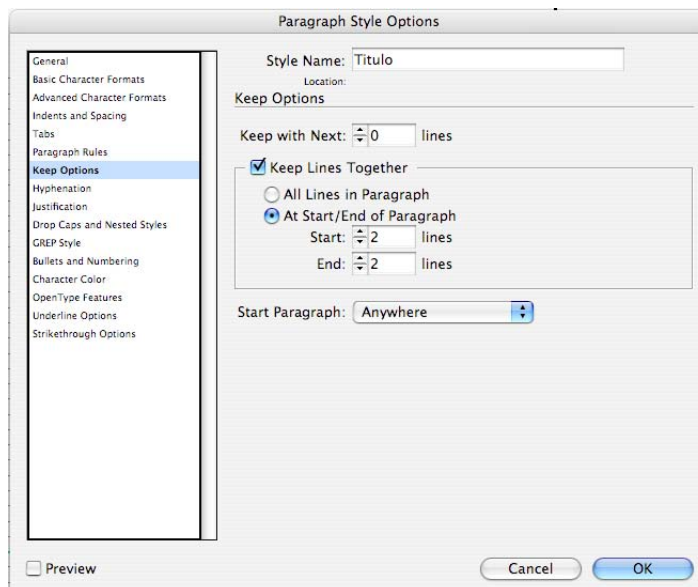 Paragraph Style Options
General
Basic Character Formats
Advanced Character Formats
Indents and Spacing
Tabs
Paragraph Rules
Keep Options
Hyphenation
Justification
Drop Caps and Nested Styles
GREP Style
Bullets and Numbering
Character Color
OpenType Features
Underline Options
Strikethrough Options
Style Name: Titulo
Location:
Keep Options
Keep with Next: 0 lines
Keep Lines Together
All Lines in Paragraph
At Start/End of Paragraph
Start: 2 lines
End: 2 lines
Start Paragraph: Anywhere
Preview
Cancel OK